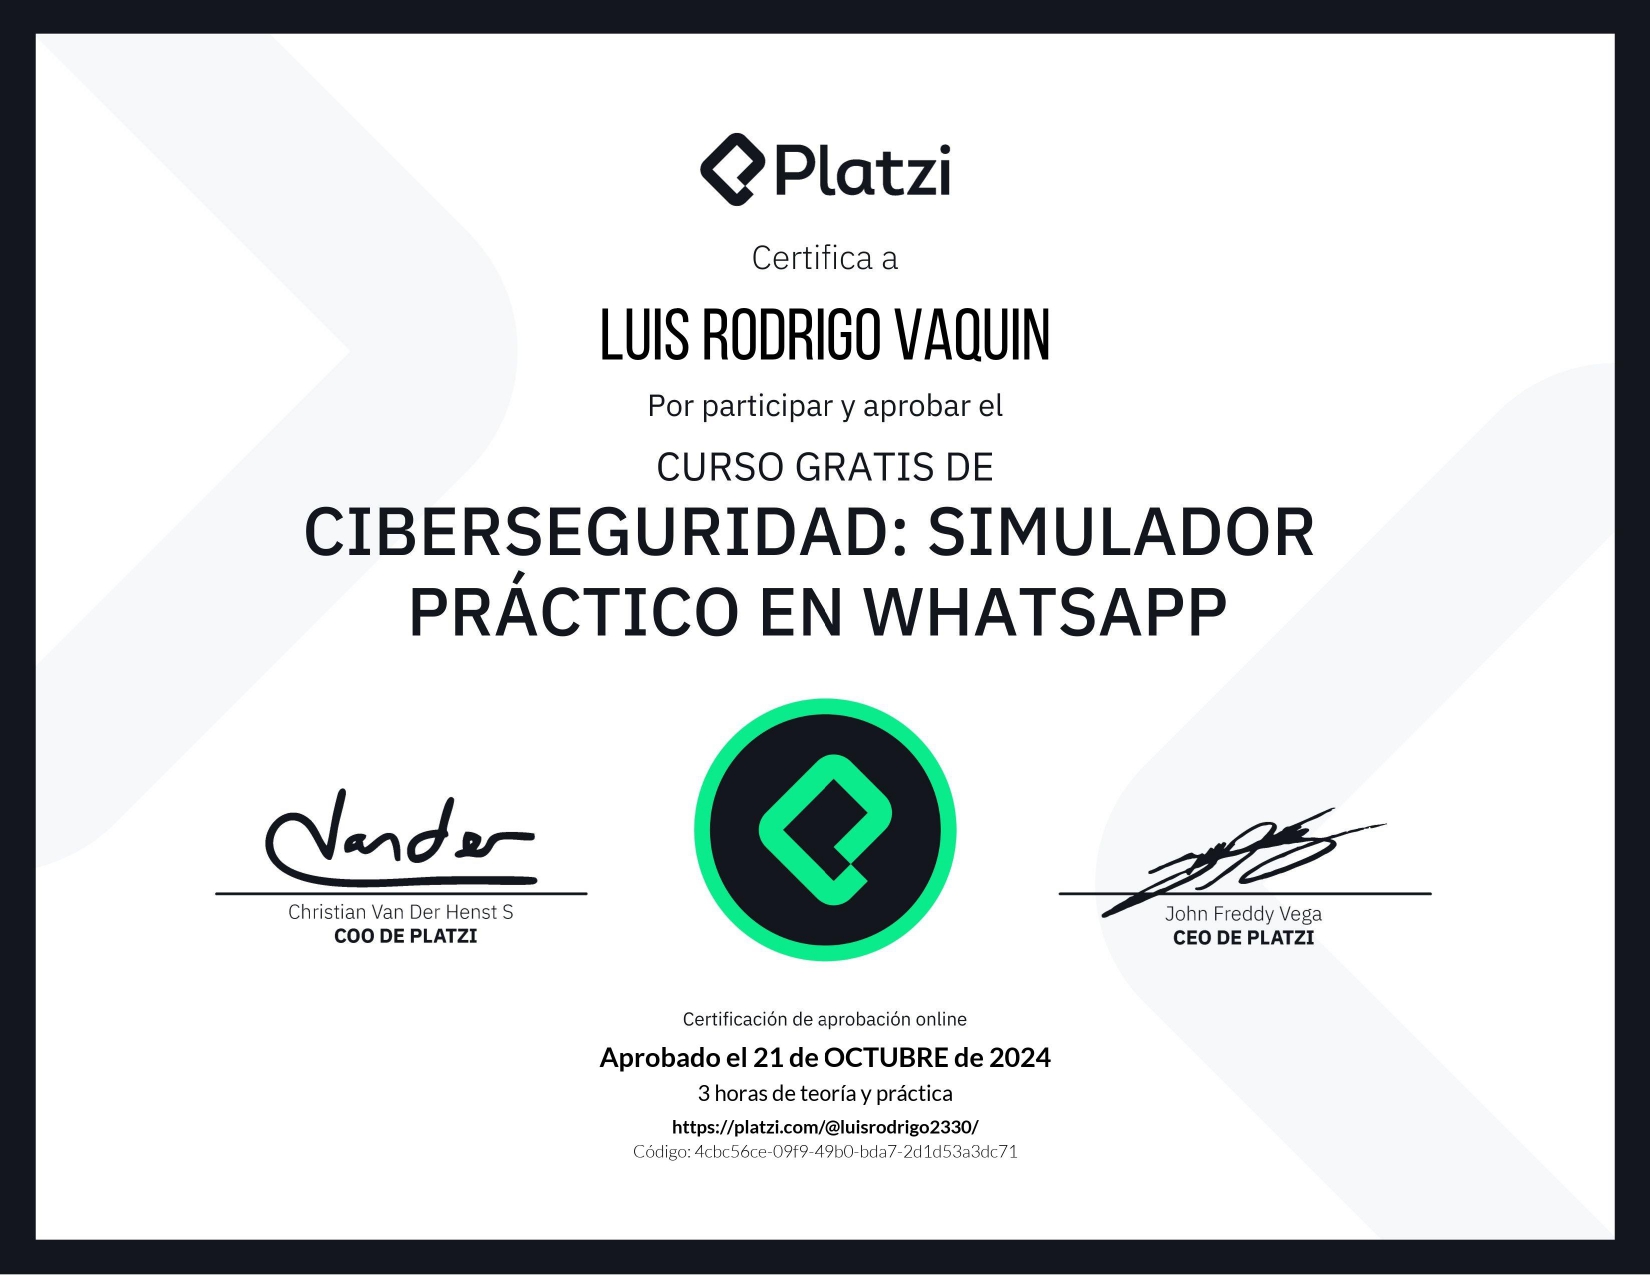 Platzi
Certifica a
LUIS RODRIGO VAQUIN
Por participar y aprobar el
CURSO GRATIS DE
CIBERSEGURIDAD: SIMULADOR
PRÁCTICO EN WHATSAPP
Vander
Christian Van Der Henst S
COO DE PLATZI
John Freddy Vega
CEO DE PLATZI
Certificación de aprobación online
Aprobado el 21 de OCTUBRE de 2024
3 horas de teoría y práctica
https://platzi.com/@luisrodrigo2330/
Código: 4cbc56ce-09f9-49b0-bda7-2d1d53a3dc71